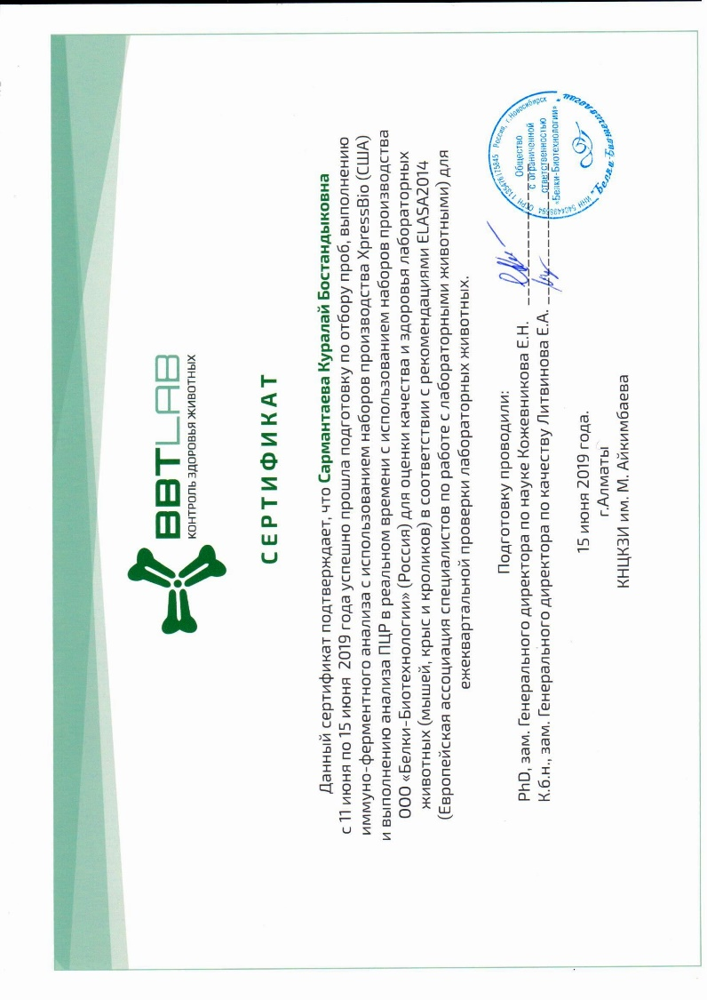 BBTLAB
КОНТРОЛЬ ЗДОРОВЬЯ ЖИВОТНЫХ
СЕРТИФИКАТ
Данный сертификат подтверждает, что Сармантаева Куралай Бостандыковна
с 11 июня по 15 июня 2019 года успешно прошла подготовку по отбору проб, выполнению
иммуно-ферментного анализа с использованием наборов производства XpressBio (США)
и выполнению анализа ПЦР в реальном времени с использованием наборов производства
ООО «Белки-Биотехнологии» (Россия) для оценки качества и здоровья лабораторных
животных (мышей, крыс и кроликов) в соответствии с рекомендациями ELASA2014
(Европейская ассоциация специалистов по работе с лабораторными животными) для
ежеквартальной проверки лабораторных животных.
Подготовку проводили:
PhD, зам. Генерального директора по науке Кожевникова Е.Н.
К.б.н., зам. Генерального директора по качеству Литвинова Е.А.
Россия, г.Новосибирск
ОГРН
ИНН
Общество
с ограниченной
ответственностью
«Белки-Биотехнологии»
"Белки-Биотехнологии"
15 июня 2019 года.
г.Алматы
КНЦКЗИ им. М. Айкимбаева